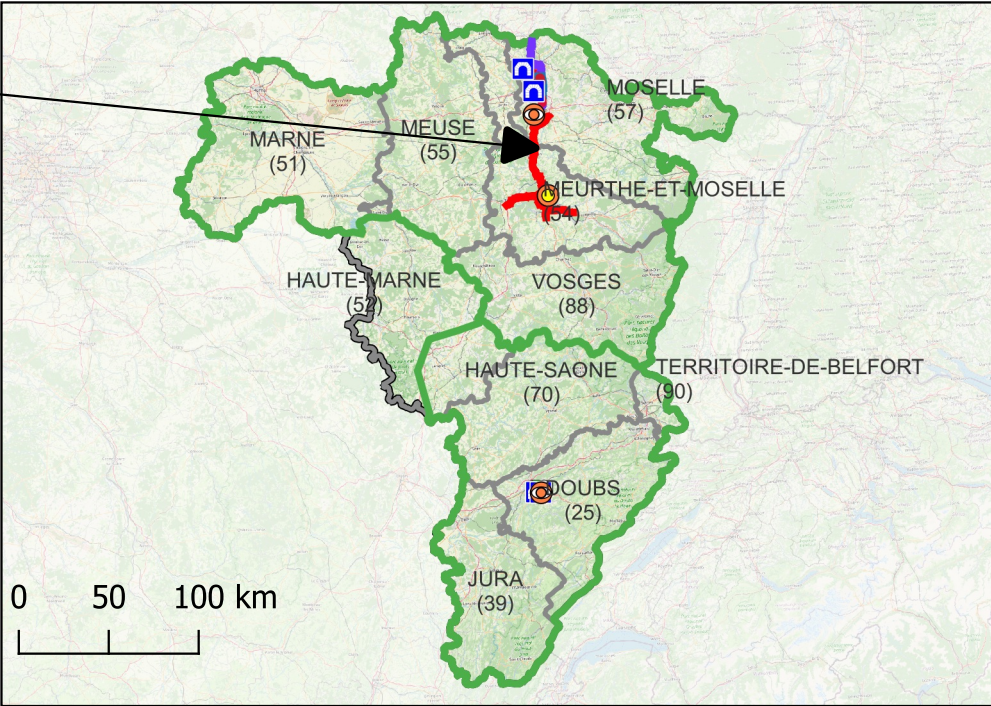 MOSELLE
(57)
MEUSE
(55)
MARNE
(51)
MEURTHE-ET-MOSELLE
(54)
HAUTE-MARNE
(52)
VOSGES
(88)
HAUTE-SAONE
(70)
TERRITOIRE-DE-BELFORT
(90)
DOUBS
(25)
JURA
(39)
0 50 100 km